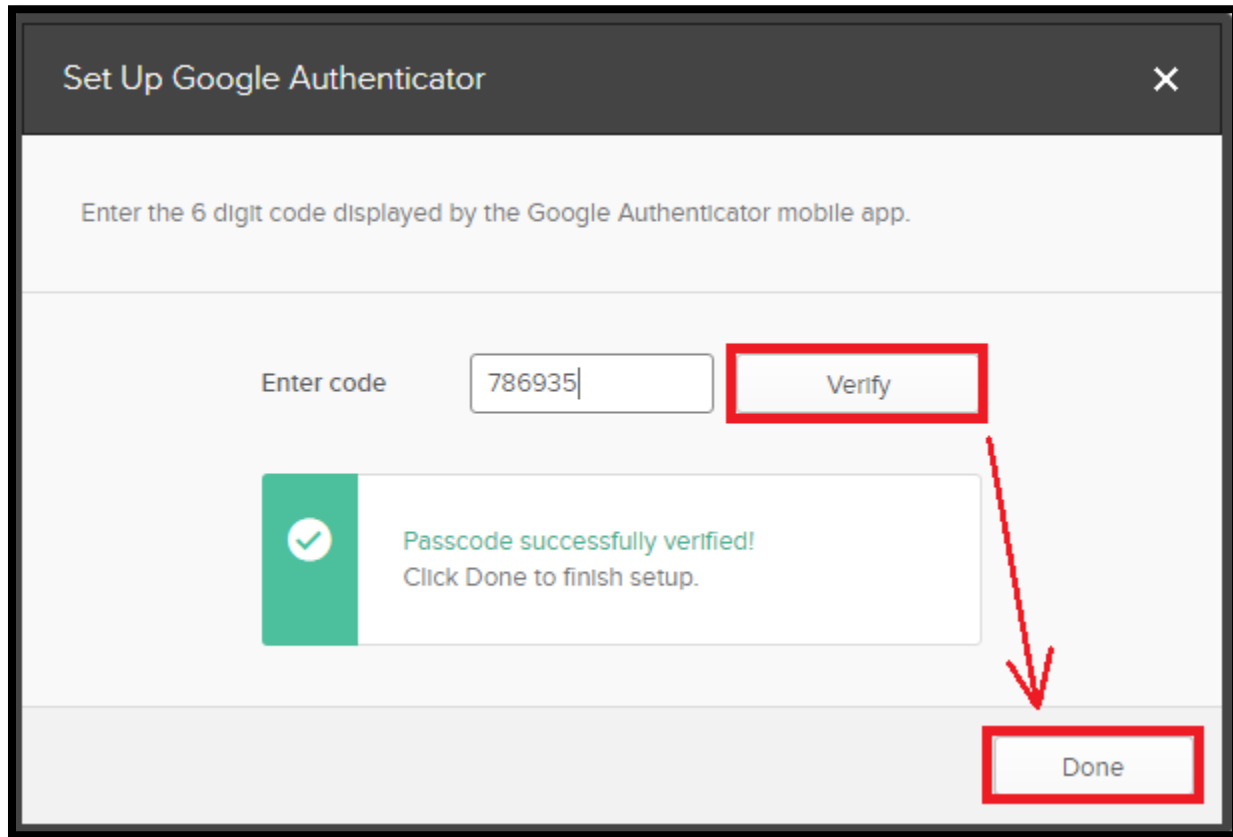 Set Up Google Authenticator
Enter the 6 digit code displayed by the Google Authenticator mobile app.
Enter code
786935
Verify
Passcode successfully verified!
Click Done to finish setup.
Done